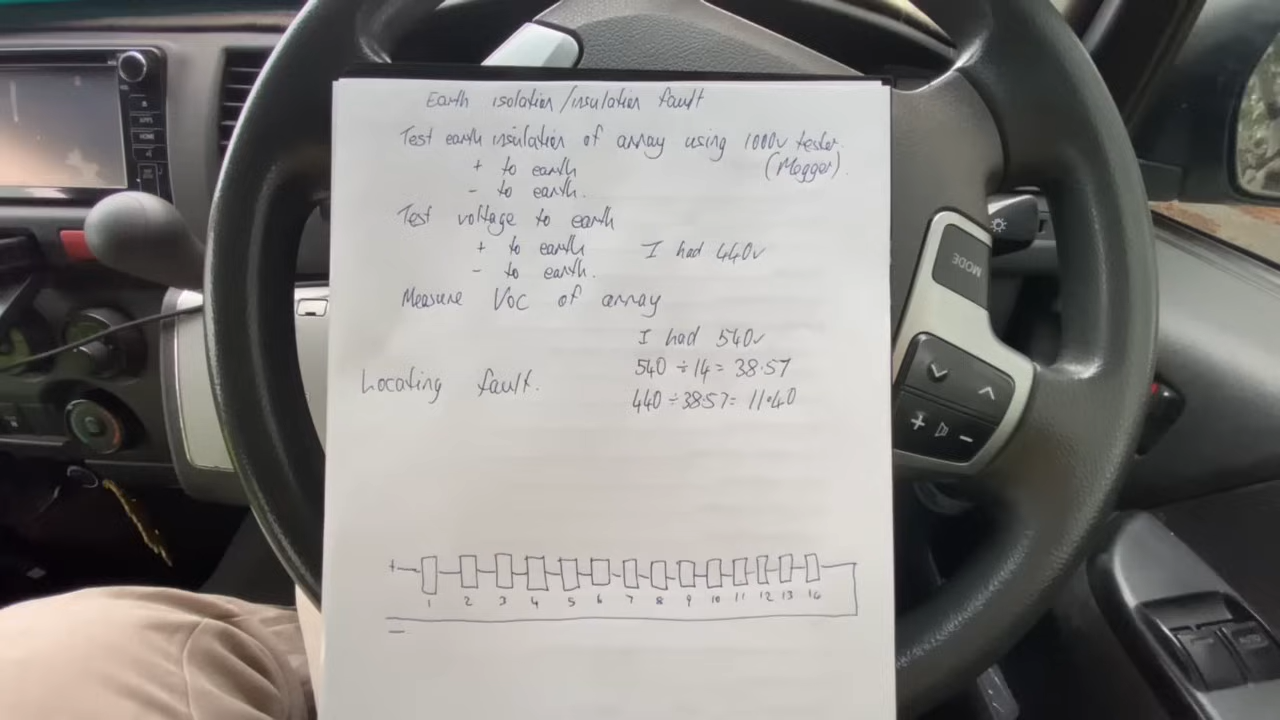 Earth isolation/insulation fault
Test earth insulation of array using 1000v tester.
(Megger).
+ to earth
- to earth.
Test voltage to earth
+ to earth I had 440v
- to earth.
Measure Voc of array
I had 540v
540 ÷ 14 = 38.57
Locating fault.
440 ÷ 38.57 = 11.40
+ 1 2 3 4 5 6 7 8 9 10 11 12 13 14
-
MODE
+ -
APPS
HOME